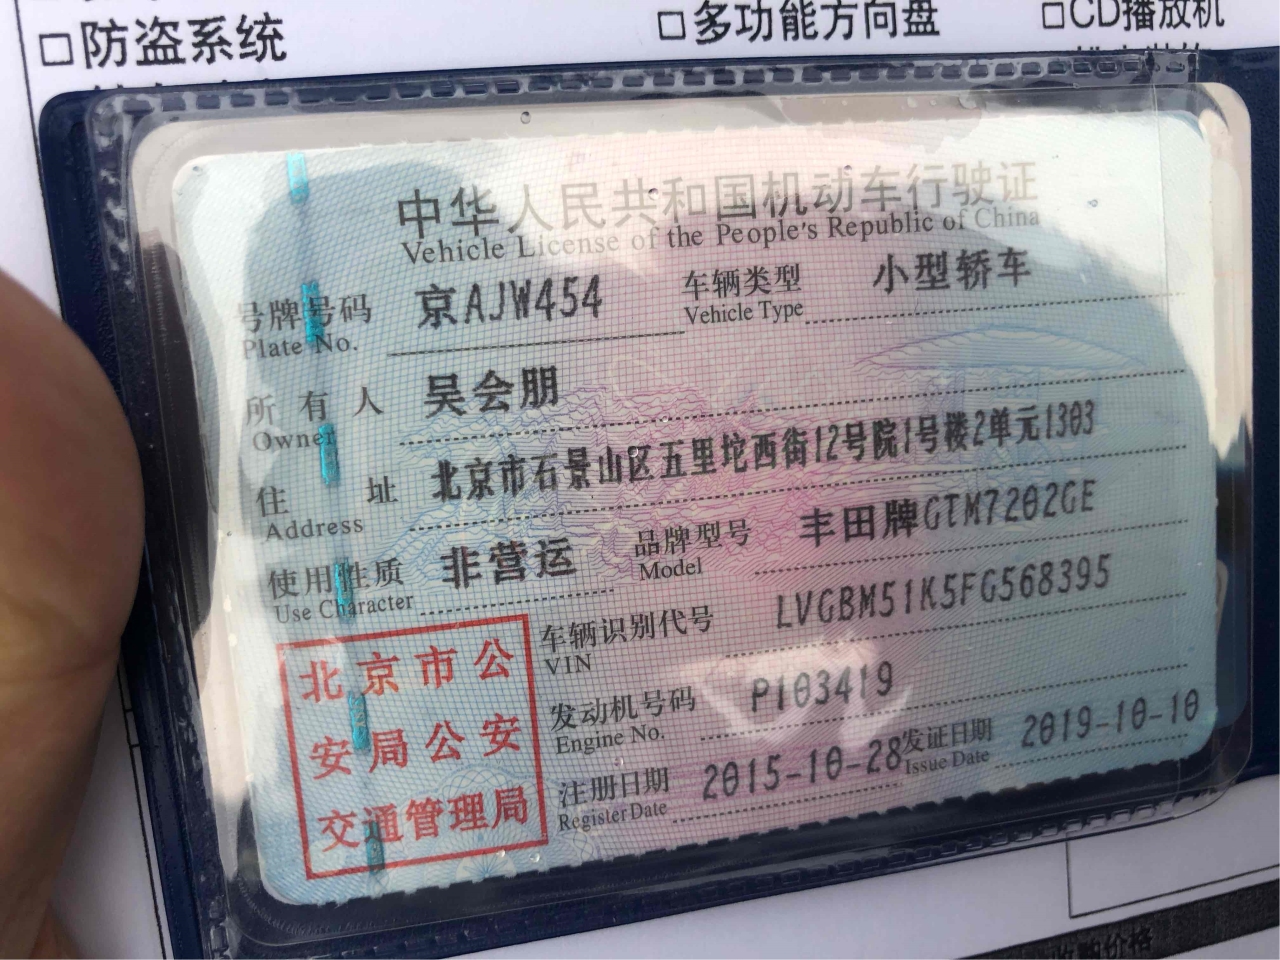 □防盗系统
□多功能方向盘
□CD播放机
中华人民共和国机动车行驶证
Vehicle License of the People's Republic of China
号牌号码 京AJW454 车辆类型 小型轿车
Plate No. Vehicle Type
所有人 吴会朋
Owner
住址 北京市石景山区五里坨西街12号院1号楼2单元1303
Address
使用性质 非营运 品牌型号 丰田牌GTM7202GE
Use Character Model
车辆识别代号 LVGBM51K5FG568395
VIN
发动机号码 P103419
Engine No.
注册日期 2015-10-28 发证日期 2019-10-10
Register Date Issue Date
北京市公
安局公安
交通管理局
收购价格